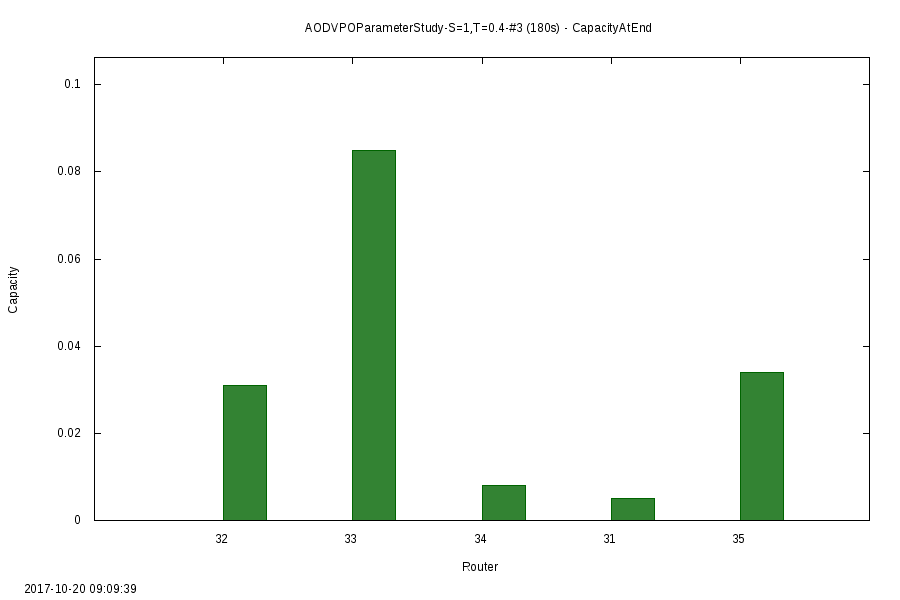 AODVPOParameterStudy-S=1,T=0.4-#3 (180s) - CapacityAtEnd
0.1
0.08
0.06
0.04
0.02
0
Capacity
32 33 34 31 35
Router
2017-10-20 09:09:39